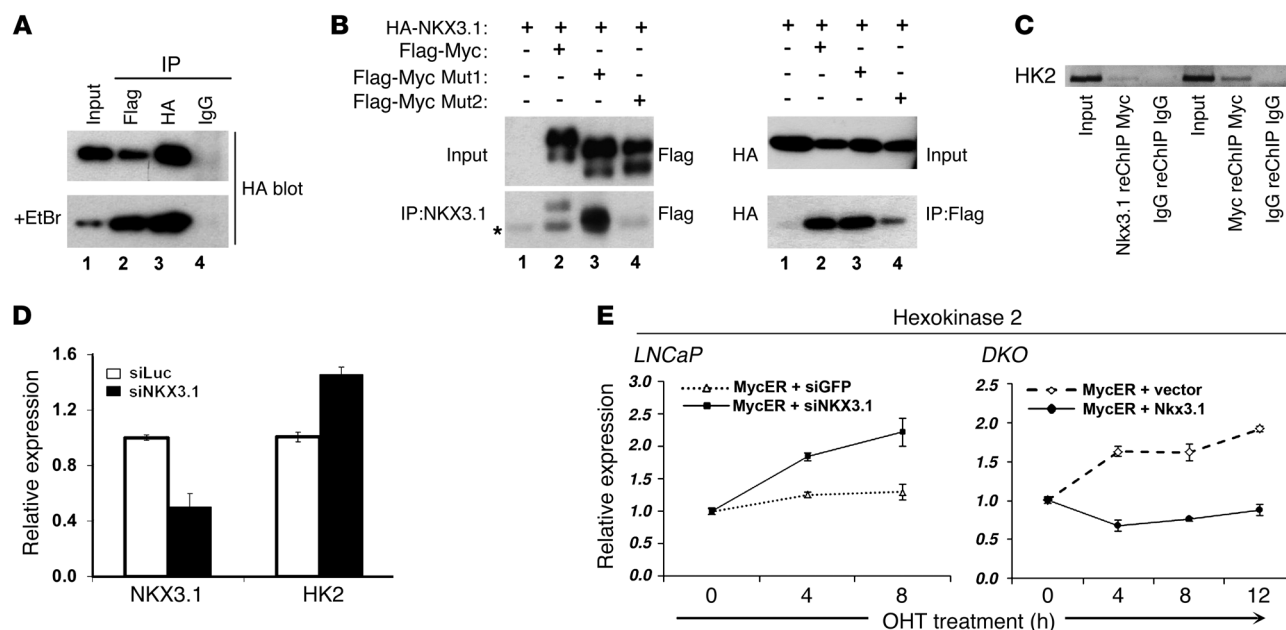 A
IP
Input
Flag
HA
IgG
HA blot
+EtBr
1 2 3 4
B
HA-NKX3.1: + + + +
Flag-Myc: - + - -
Flag-Myc Mut1: - - + -
Flag-Myc Mut2: - - - +
Input Flag
IP:NKX3.1 Flag
*
1 2 3 4
+ + + +
- + - -
- - + -
- - - +
HA Input
HA IP:Flag
1 2 3 4
C
HK2
Input
Nkx3.1 reChIP Myc
IgG reChIP IgG
Input
Myc reChIP Myc
IgG reChIP IgG
D
Relative expression
1.6
1.2
0.8
0.4
0.0
siLuc
siNKX3.1
NKX3.1 HK2
E
Hexokinase 2
LNCaP
Relative expression
3.0
2.5
2.0
1.5
1.0
0.5
0.0
MycER + siGFP
MycER + siNKX3.1
0 4 8
DKO
2.5
2.0
1.5
1.0
0.5
0.0
MycER + vector
MycER + Nkx3.1
0 4 8 12
OHT treatment (h)